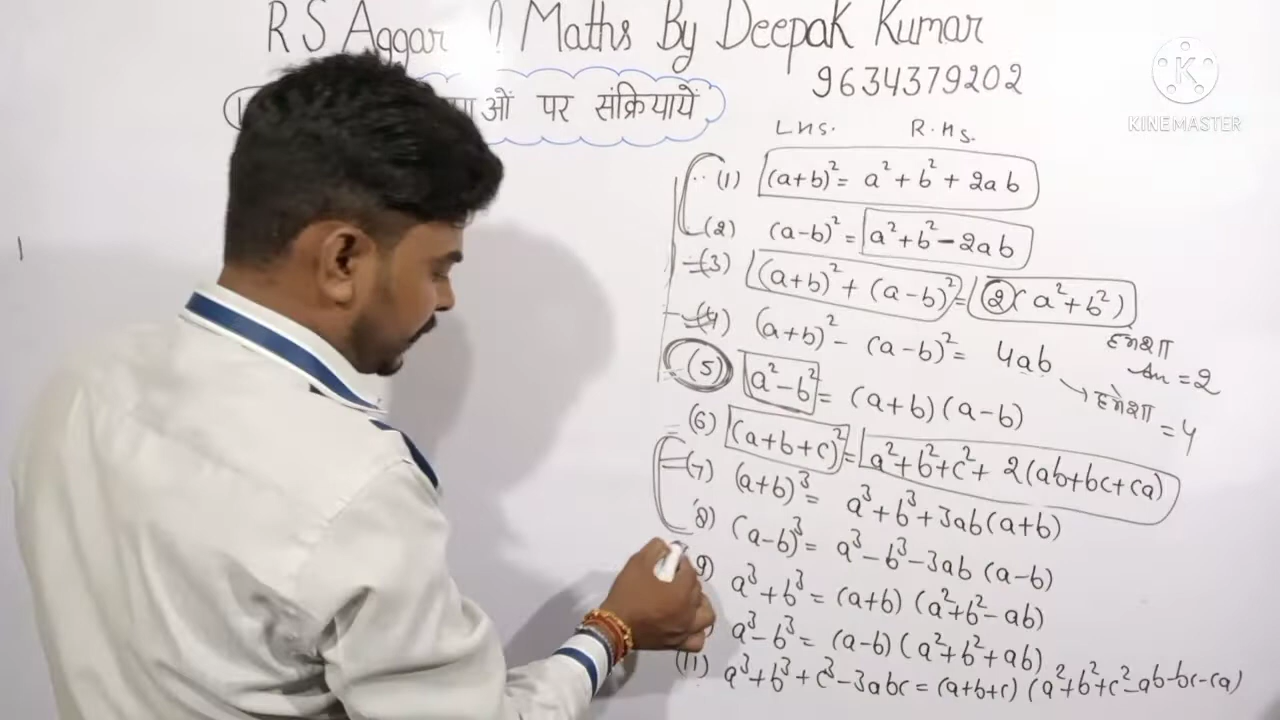 R S Aggar Maths By Deepak Kumar
9634379202
ओं पर संक्रियायें
KINEMASTER
L.H.S. R.H.S.
(1) (a+b)² = a² + b² + 2ab
(2) (a-b)² = a² + b² - 2ab
(3) (a+b)² + (a-b)² = 2(a² + b²)
हमेशा
Ans = 2
(4) (a+b)² - (a-b)² = 4ab
→ हमेशा = 4
(5) a² - b² = (a+b)(a-b)
(6) (a+b+c)² = a² + b² + c² + 2(ab+bc+ca)
(7) (a+b)³ = a³ + b³ + 3ab(a+b)
(8) (a-b)³ = a³ - b³ - 3ab(a-b)
9) a³ + b³ = (a+b)(a² + b² - ab)
a³ - b³ = (a-b)(a² + b² + ab)
(11) a³ + b³ + c³ - 3abc = (a+b+c)(a² + b² + c² - ab - bc - ca)